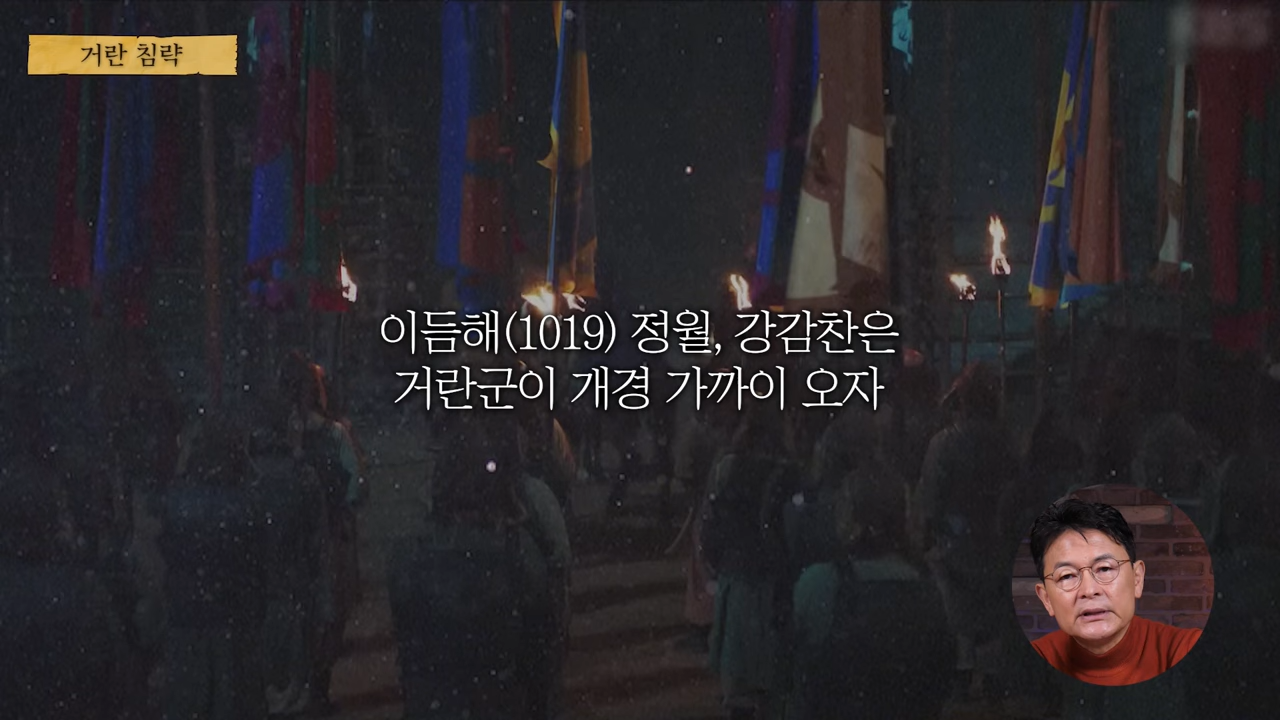 거란 침략
이듬해(1019) 정월, 강감찬은
거란군이 개경 가까이 오자